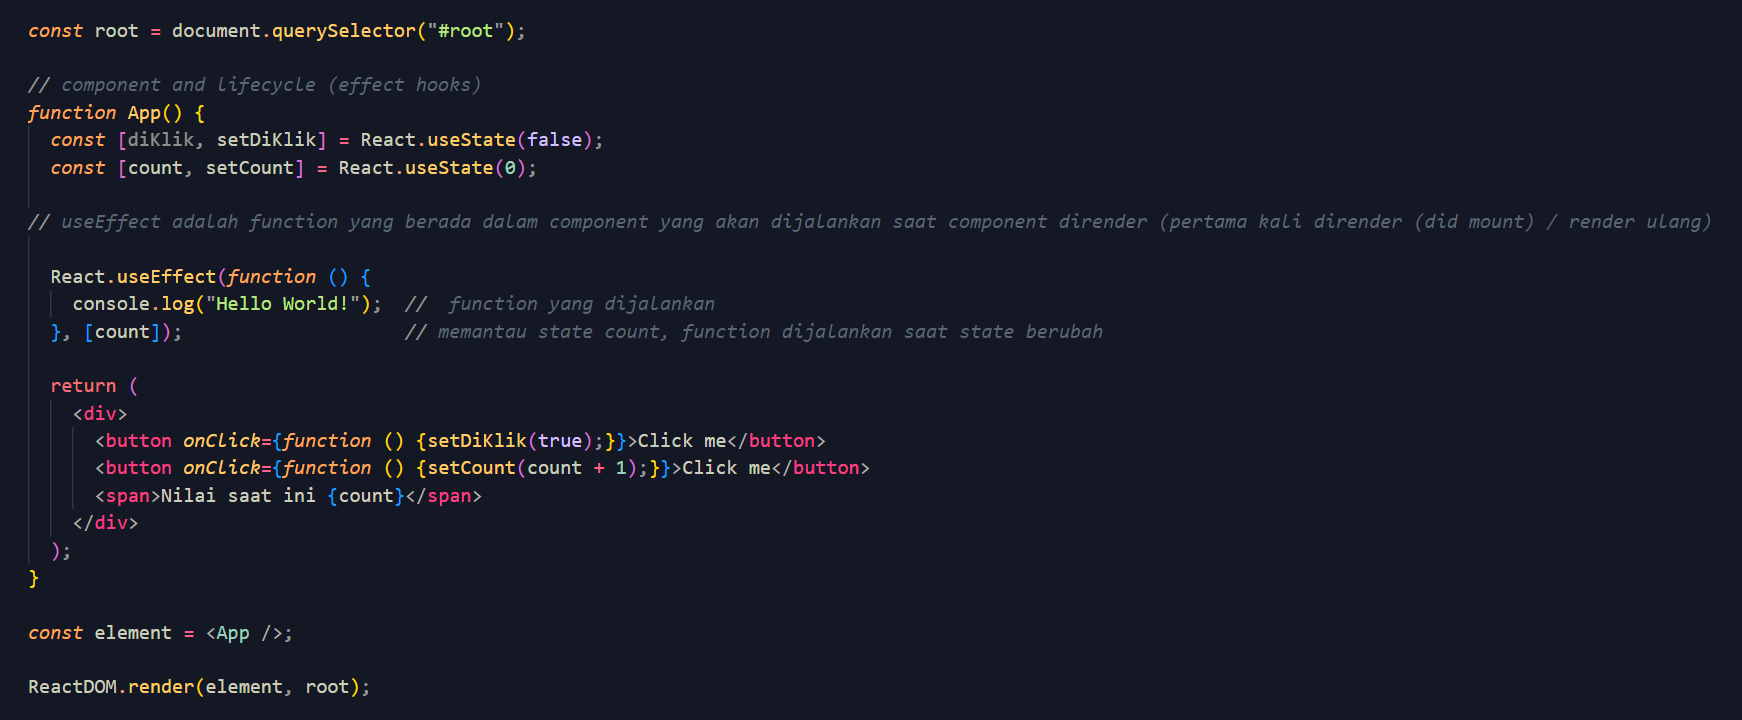 const root = document.querySelector("#root");
// component and lifecycle (effect hooks)
function App() {
const [diKlik, setDiKlik] = React.useState(false);
const [count, setCount] = React.useState(0);
// useEffect adalah function yang berada dalam component yang akan dijalankan saat component dirender (pertama kali dirender (did mount) / render ulang)
React.useEffect(function () {
console.log("Hello World!"); // function yang dijalankan
}, [count]); // memantau state count, function dijalankan saat state berubah
return (
<div>
<button onClick={function () {setDiKlik(true);}}>Click me</button>
<button onClick={function () {setCount(count + 1);}}>Click me</button>
<span>Nilai saat ini {count}</span>
</div>
);
}
const element = <App />;
ReactDOM.render(element, root);